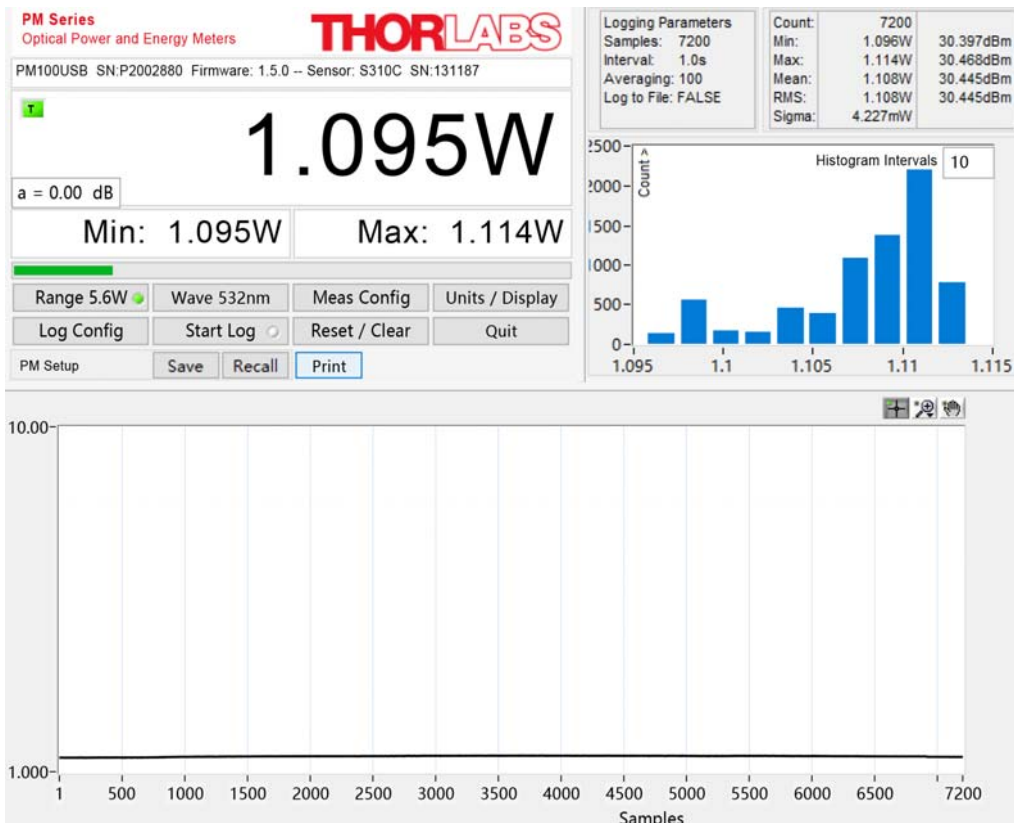 PM Series
Optical Power and Energy Meters
THORLABS
PM100USB SN:P2002880 Firmware: 1.5.0 -- Sensor: S310C SN:131187
T
1.095W
a = 0.00 dB
Min: 1.095W Max: 1.114W
Range 5.6W Wave 532nm Meas Config Units / Display
Log Config Start Log Reset / Clear Quit
PM Setup Save Recall Print
Logging Parameters
Samples: 7200
Interval: 1.0s
Averaging: 100
Log to File: FALSE
Count: 7200
Min: 1.096W 30.397dBm
Max: 1.114W 30.468dBm
Mean: 1.108W 30.445dBm
RMS: 1.108W 30.445dBm
Sigma: 4.227mW
Histogram Intervals 10
Count ^
2500
2000
1500
1000
500
0
1.095 1.1 1.105 1.11 1.115
10.00
1.000
1 500 1000 1500 2000 2500 3000 3500 4000 4500 5000 5500 6000 6500 7200
Samples